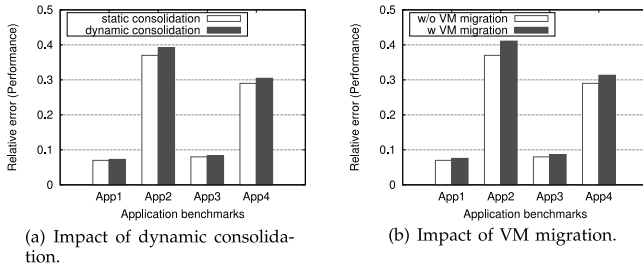 static consolidation
dynamic consolidation
Relative error (Performance)
0.5
0.4
0.3
0.2
0.1
0
App1 App2 App3 App4
Application benchmarks
(a) Impact of dynamic consolida-
tion.
w/o VM migration
w VM migration
Relative error (Performance)
0.5
0.4
0.3
0.2
0.1
0
App1 App2 App3 App4
Application benchmarks
(b) Impact of VM migration.